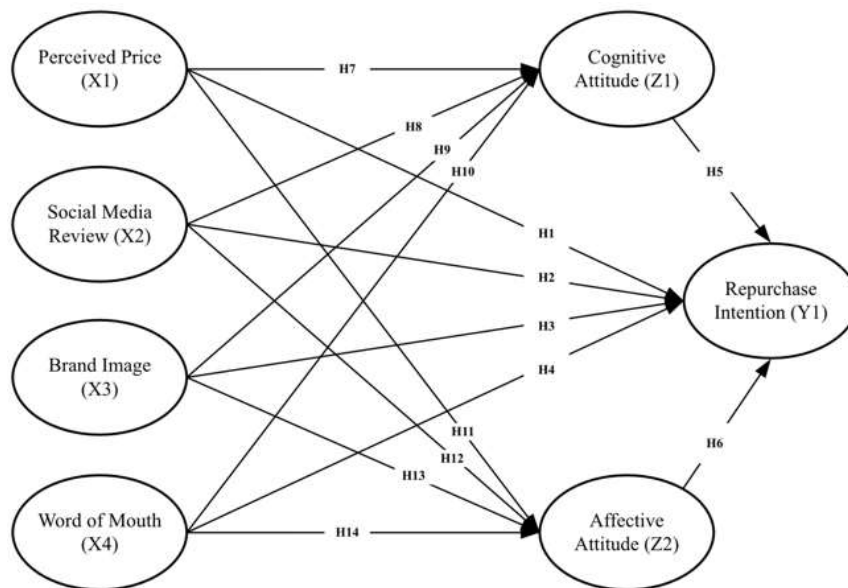 Perceived Price
(X1)
Social Media
Review (X2)
Brand Image
(X3)
Word of Mouth
(X4)
H7
H8
H9
H10
H1
H2
H3
H4
H11
H12
H13
H14
Cognitive
Attitude (Z1)
Affective
Attitude (Z2)
H5
H6
Repurchase
Intention (Y1)